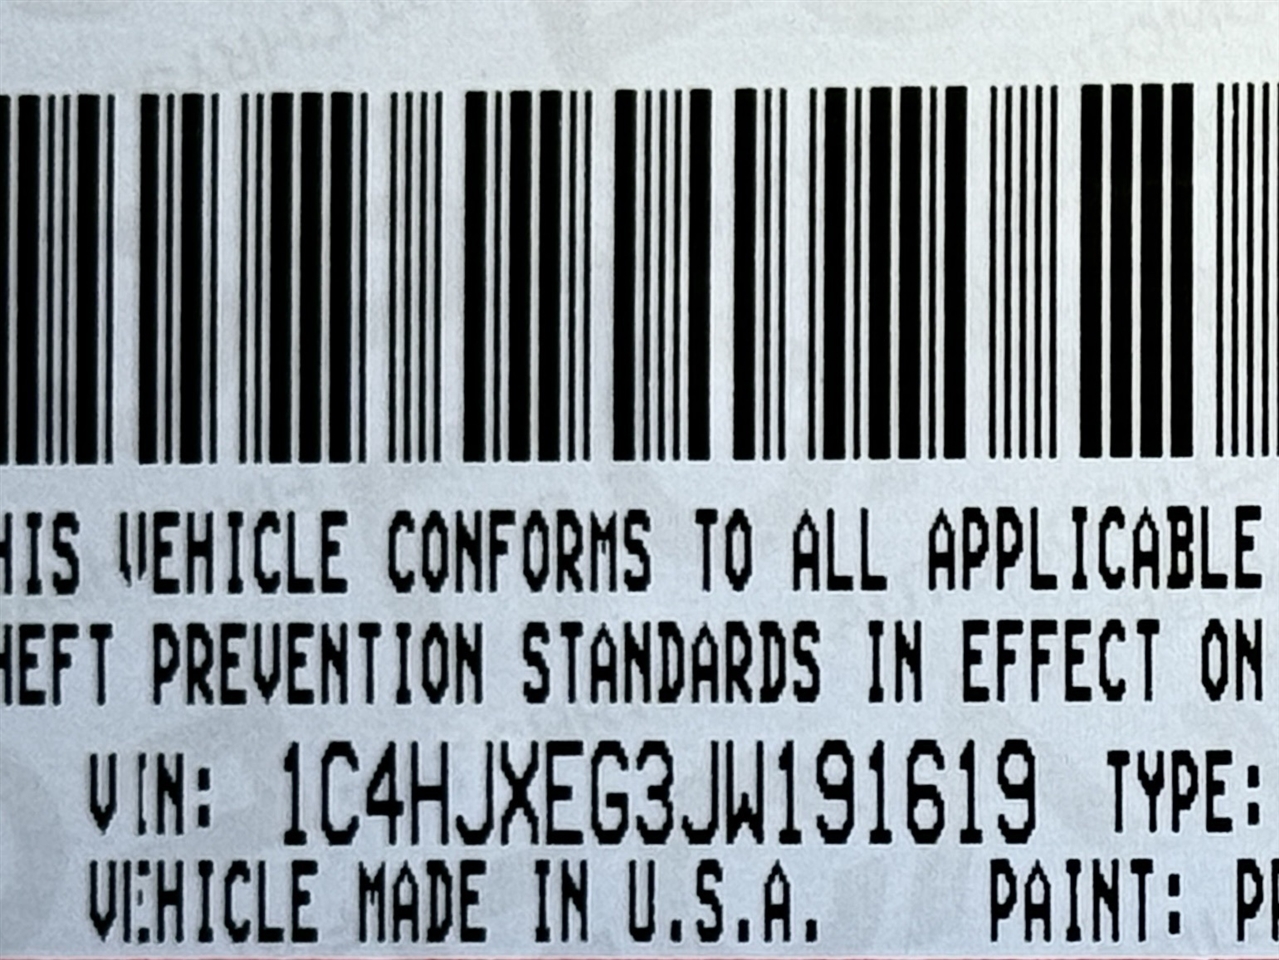 HIS VEHICLE CONFORMS TO ALL APPLICABLE
HEFT PREVENTION STANDARDS IN EFFECT ON
VIN: 1C4HJXEG3JW191619 TYPE:
VEHICLE MADE IN U.S.A. PAINT: